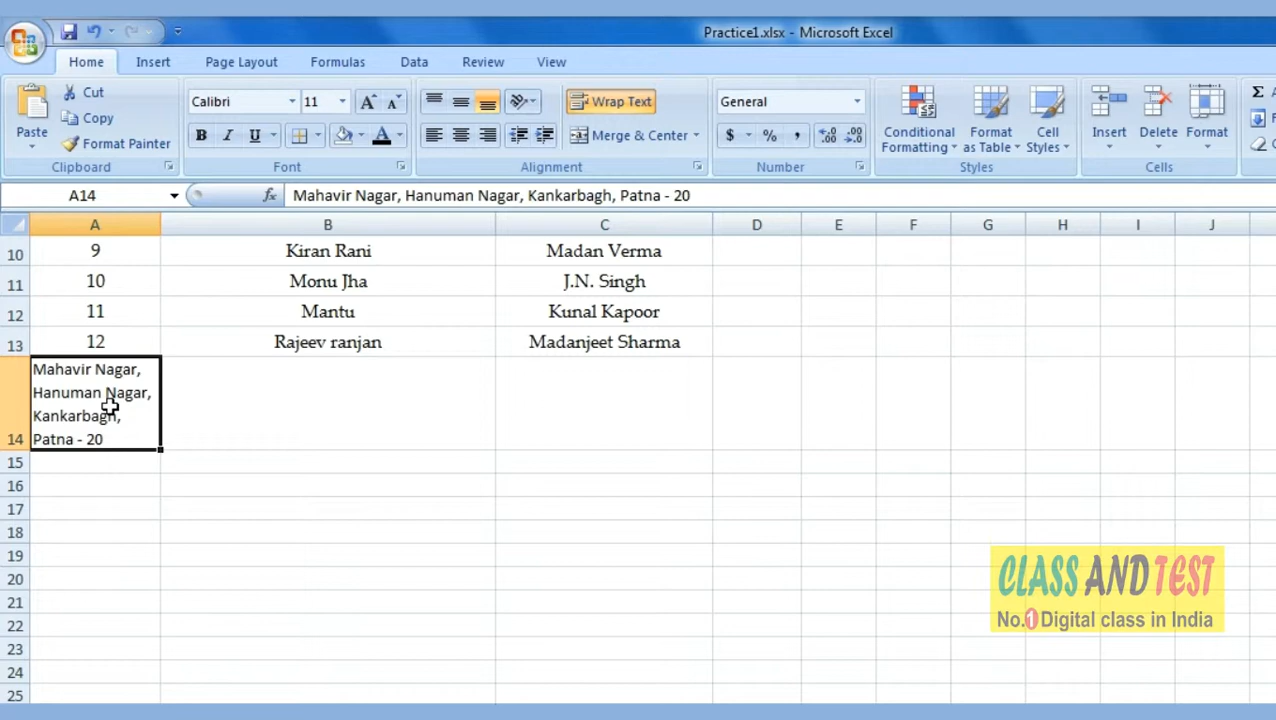 Practice1.xlsx - Microsoft Excel
Home Insert Page Layout Formulas Data Review View
Paste Cut Copy Format Painter
Clipboard
Calibri 11
B I U A
Font
Wrap Text
Merge & Center
Alignment
General
$ % ,
Number
Conditional Formatting Format as Table Cell Styles
Styles
Insert Delete Format
Cells
A14 fx Mahavir Nagar, Hanuman Nagar, Kankarbagh, Patna - 20
A B C D E F G H I J
10 9 Kiran Rani Madan Verma
11 10 Monu Jha J.N. Singh
12 11 Mantu Kunal Kapoor
13 12 Rajeev ranjan Madanjeet Sharma
Mahavir Nagar,
Hanuman Nagar,
Kankarbagh,
14 Patna - 20
15
16
17
18
19
20
21
22
23
24
25
CLASS AND TEST
No.1 Digital class in India